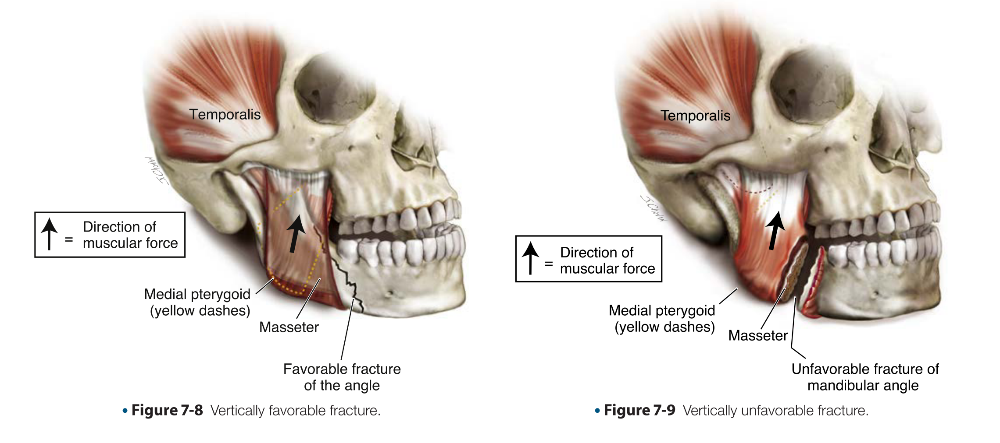 Temporalis
J.CHOVAN
= Direction of
muscular force
Medial pterygoid
(yellow dashes)
Masseter
Favorable fracture
of the angle
• Figure 7-8 Vertically favorable fracture.
Temporalis
J.CHOVAN
= Direction of
muscular force
Medial pterygoid
(yellow dashes)
Masseter
Unfavorable fracture of
mandibular angle
• Figure 7-9 Vertically unfavorable fracture.